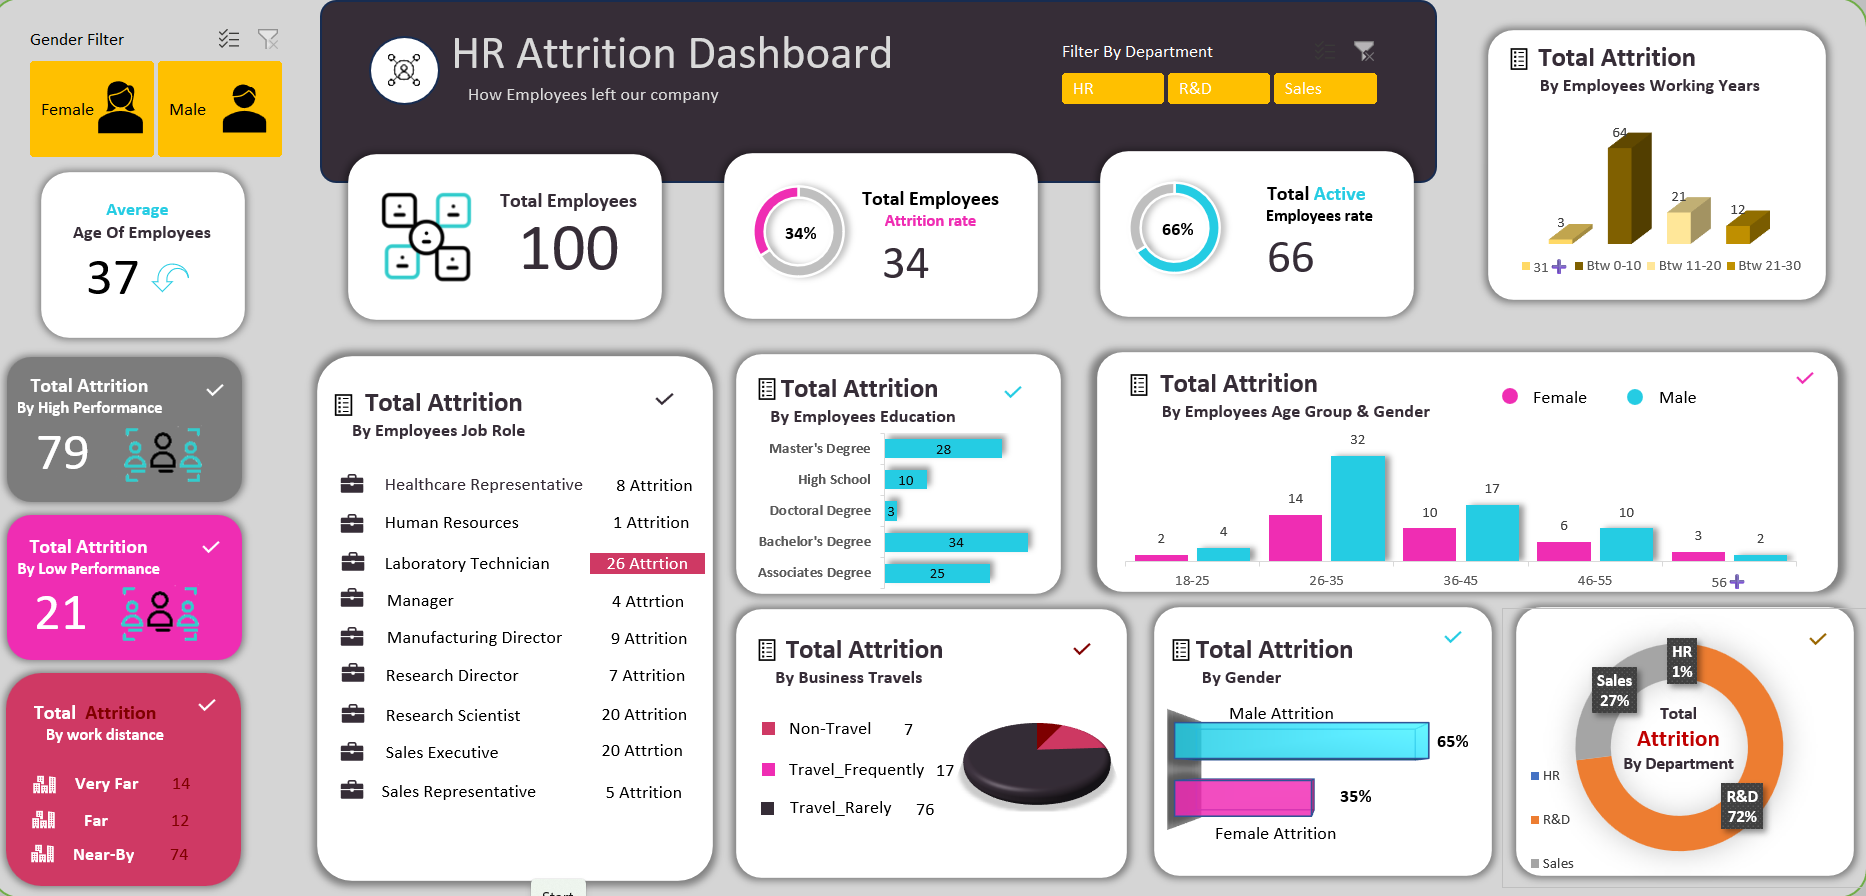 Gender Filter
Female
Male
HR Attrition Dashboard
How Employees left our company
Filter By Department
HR
R&D
Sales
Average
Age Of Employees
37
Total Employees
100
34%
Total Employees
Attrition rate
34
66%
Total Active
Employees rate
66
Total Attrition
By Employees Working Years
3
64
21
12
31
Btw 0-10
Btw 11-20
Btw 21-30
Total Attrition
By High Performance
79
Total Attrition
By Low Performance
21
Total Attrition
By work distance
Very Far 14
Far 12
Near-By 74
Total Attrition
By Employees Job Role
Healthcare Representative 8 Attrition
Human Resources 1 Attrition
Laboratory Technician 26 Attrtion
Manager 4 Attrtion
Manufacturing Director 9 Attrition
Research Director 7 Attrition
Research Scientist 20 Attrition
Sales Executive 20 Attrtion
Sales Representative 5 Attrition
Start
Total Attrition
By Employees Education
Master's Degree 28
High School 10
Doctoral Degree 3
Bachelor's Degree 34
Associates Degree 25
Total Attrition
By Employees Age Group & Gender
Female
Male
2
4
14
32
10
17
6
10
3
2
18-25
26-35
36-45
46-55
56
Total Attrition
By Business Travels
Non-Travel 7
Travel_Frequently 17
Travel_Rarely 76
Total Attrition
By Gender
Male Attrition
65%
35%
Female Attrition
HR
1%
Sales
27%
Total
Attrition
By Department
R&D
72%
HR
R&D
Sales